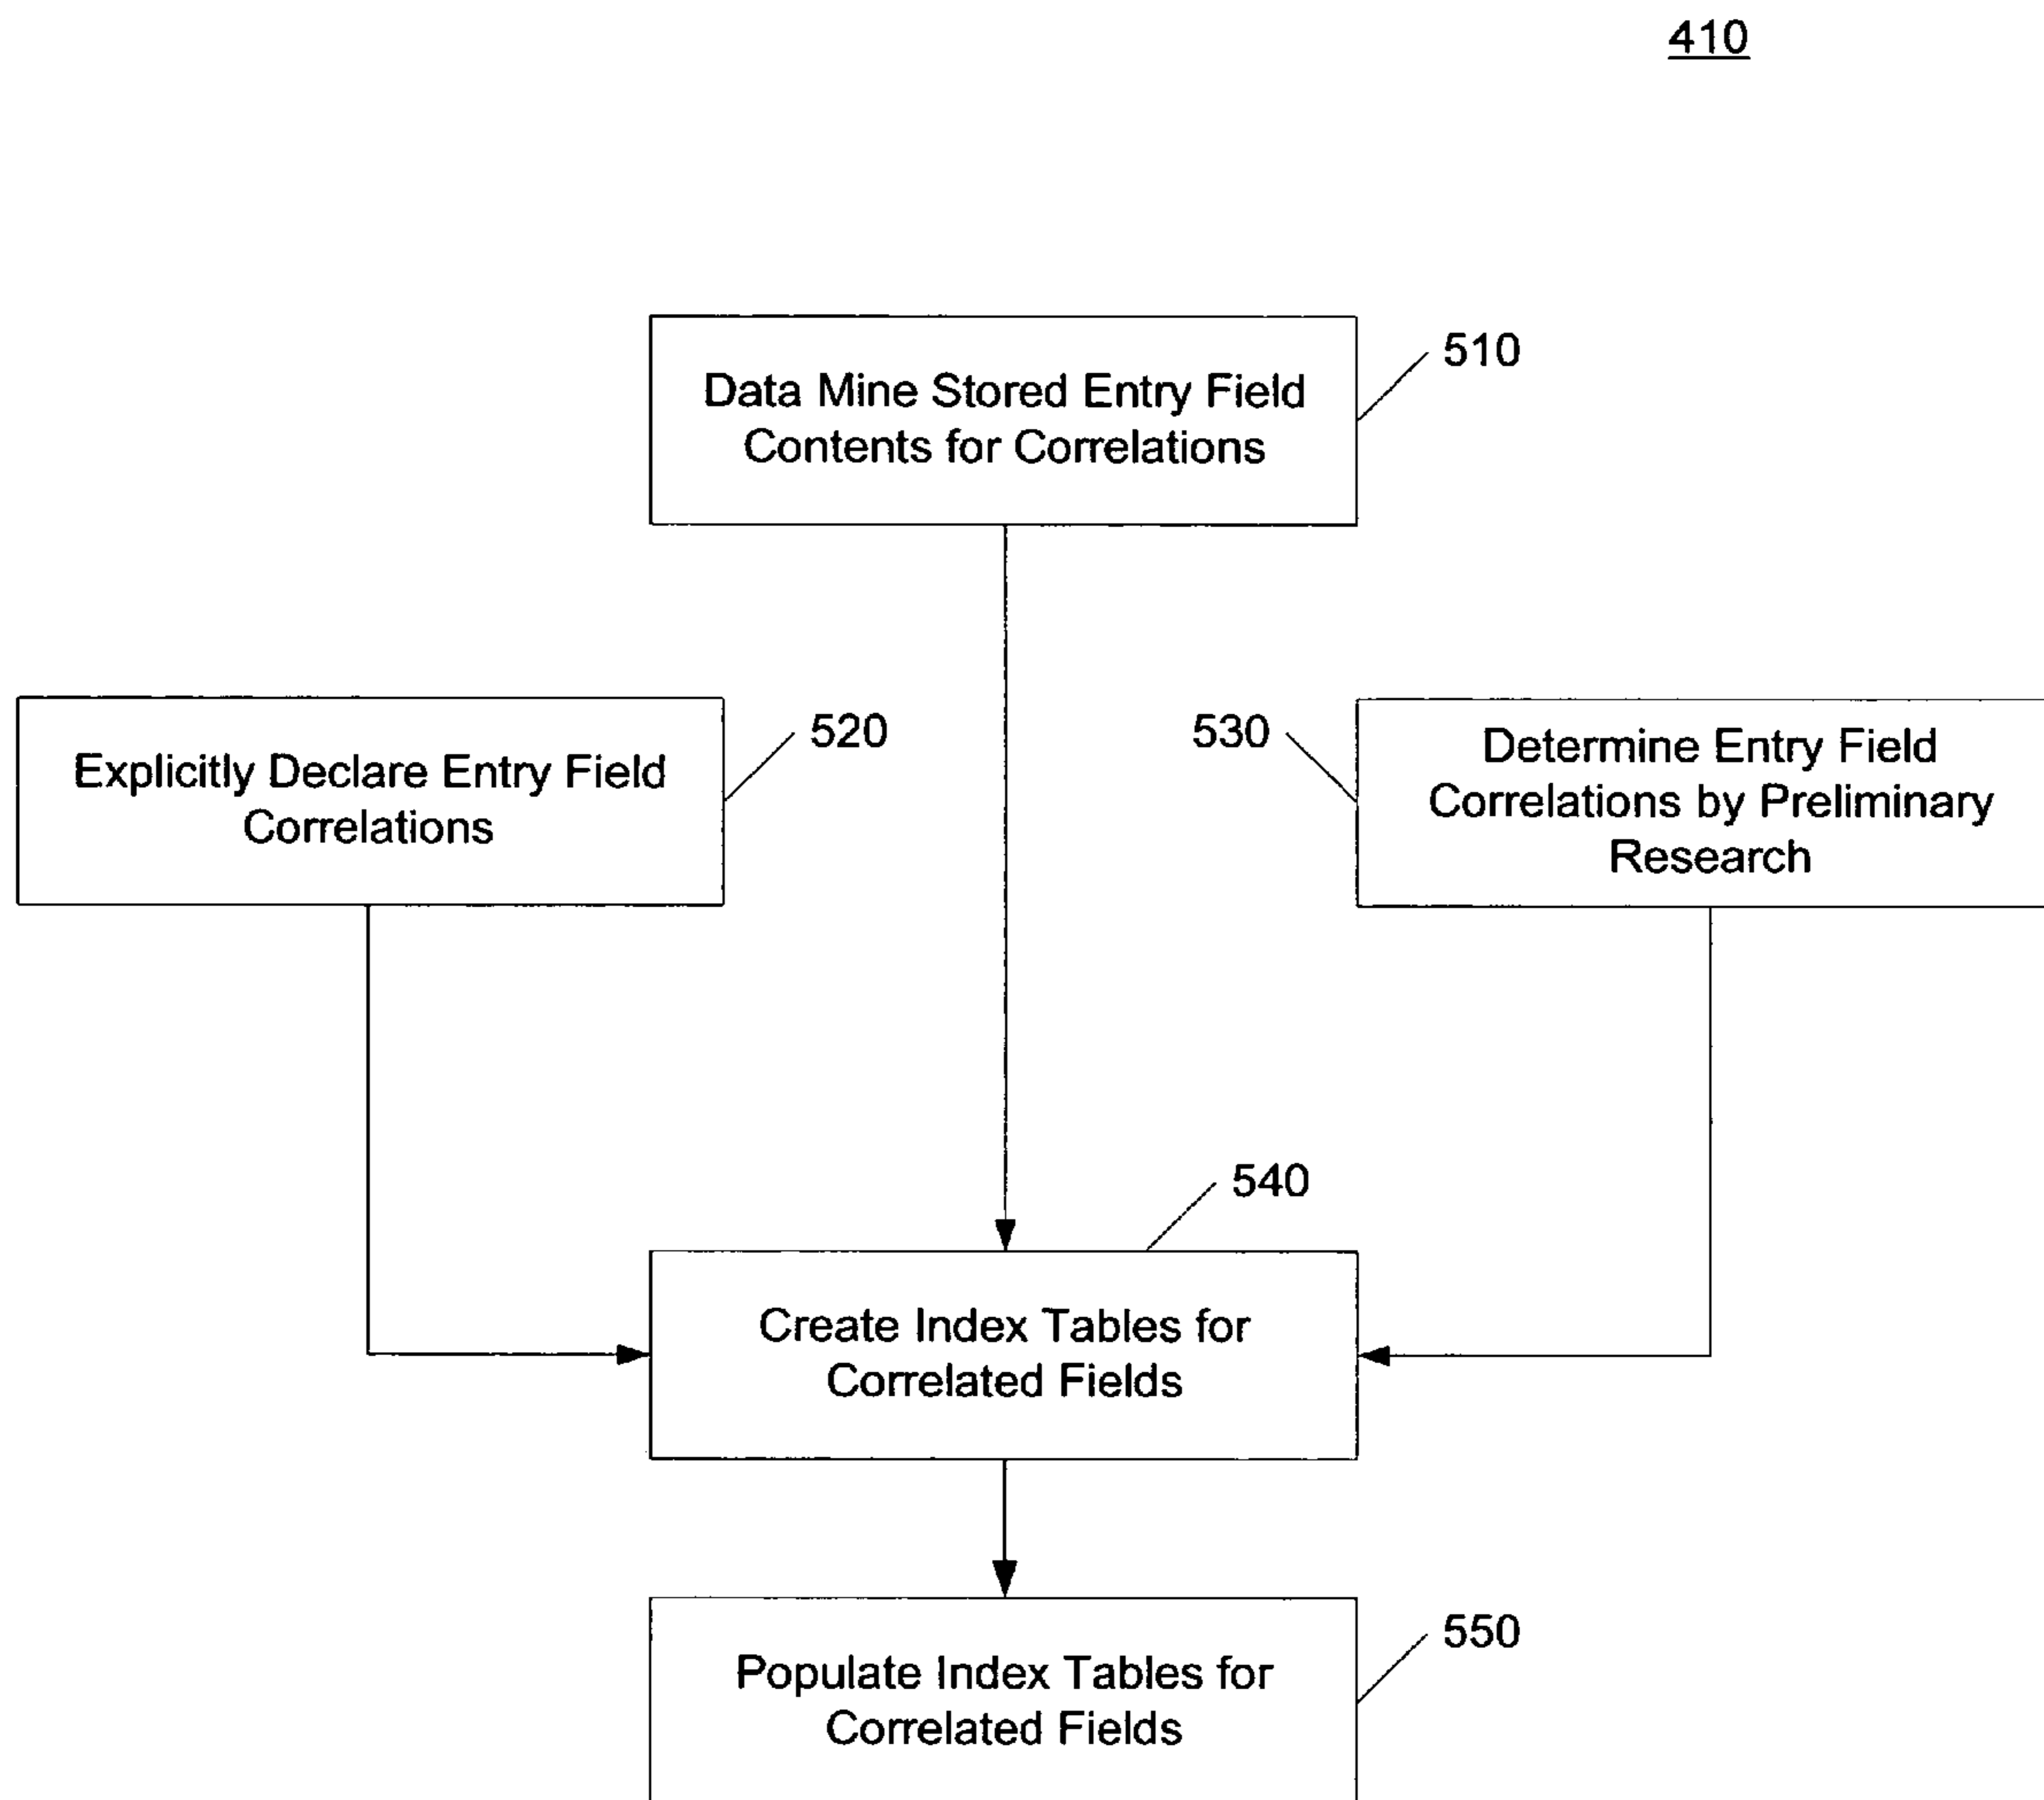 410
Data Mine Stored Entry Field
Contents for Correlations
510
Explicitly Declare Entry Field
Correlations
520
530
Determine Entry Field
Correlations by Preliminary
Research
540
Create Index Tables for
Correlated Fields
550
Populate Index Tables for
Correlated Fields